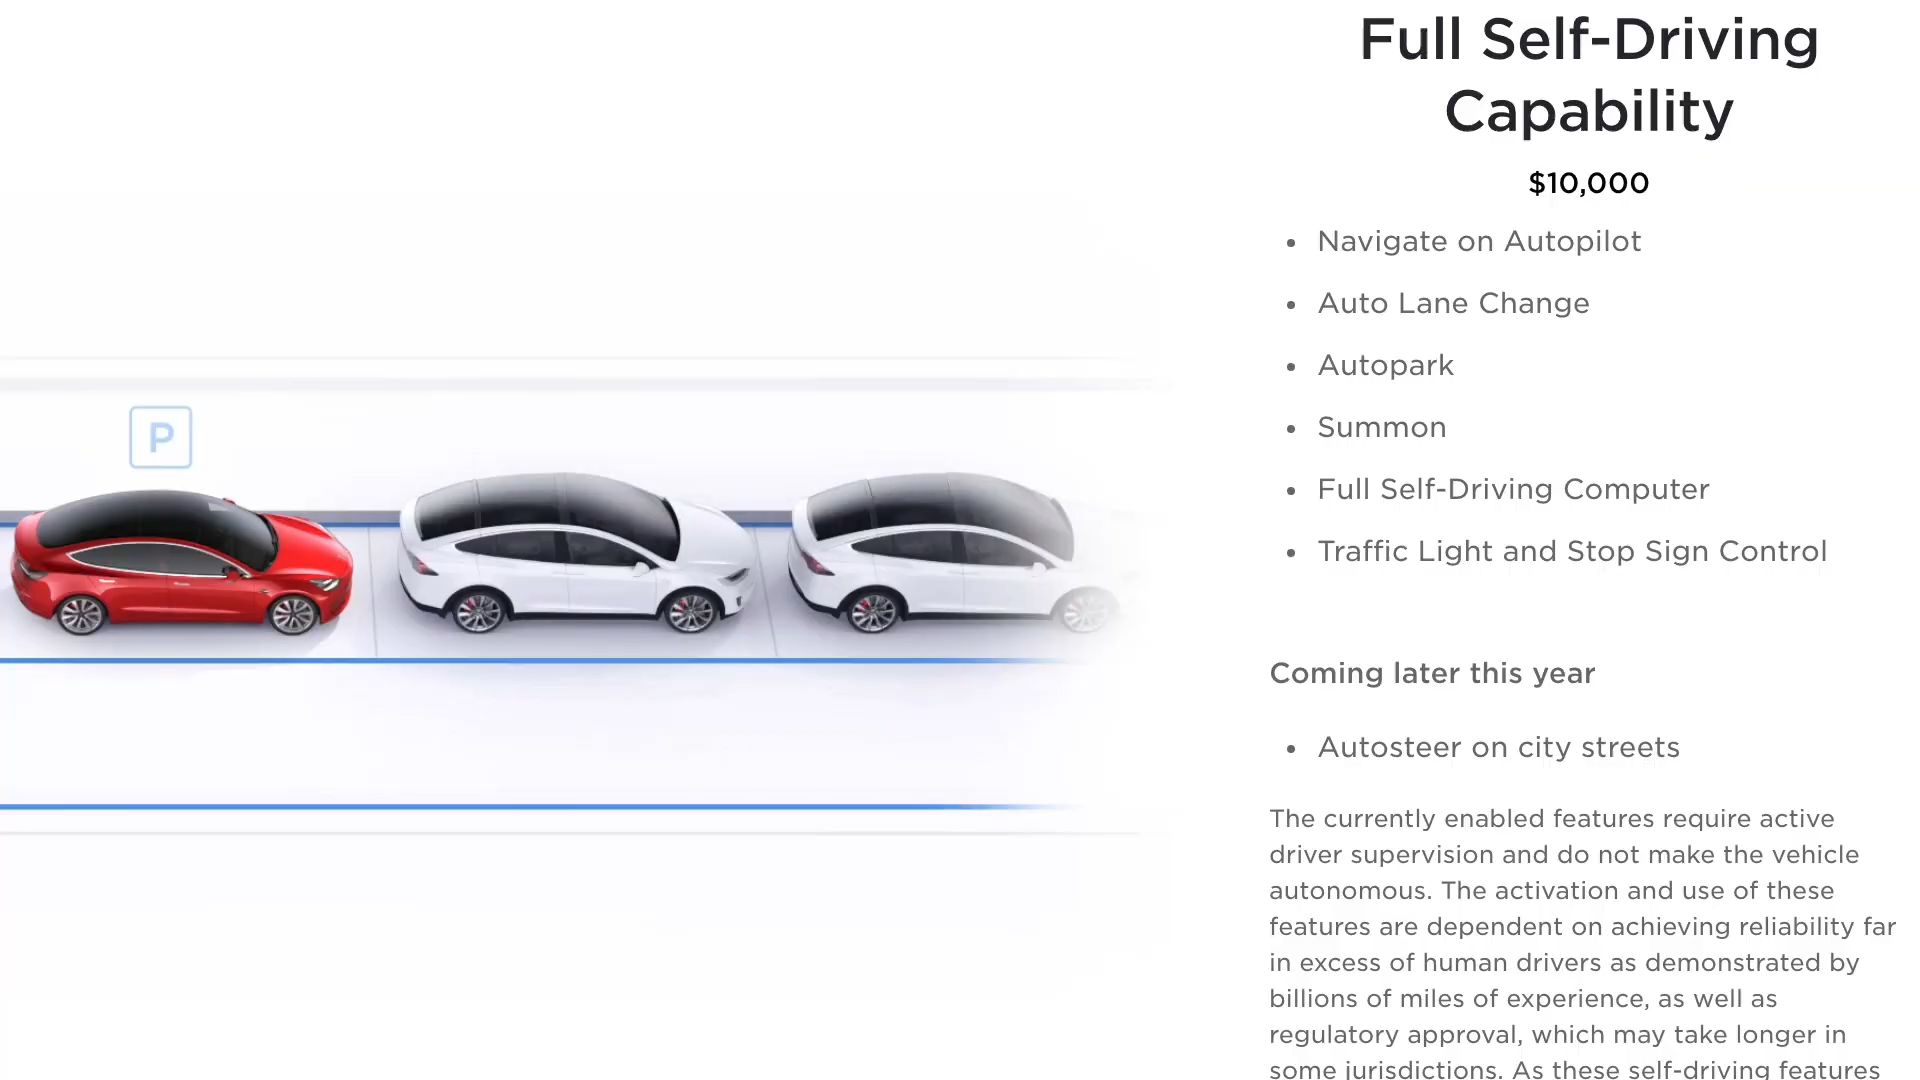 Full Self-Driving
Capability
$10,000
Navigate on Autopilot
Auto Lane Change
Autopark
Summon
Full Self-Driving Computer
Traffic Light and Stop Sign Control
Coming later this year
Autosteer on city streets
The currently enabled features require active
driver supervision and do not make the vehicle
autonomous. The activation and use of these
features are dependent on achieving reliability far
in excess of human drivers as demonstrated by
billions of miles of experience, as well as
regulatory approval, which may take longer in
some jurisdictions. As these self-driving features
P